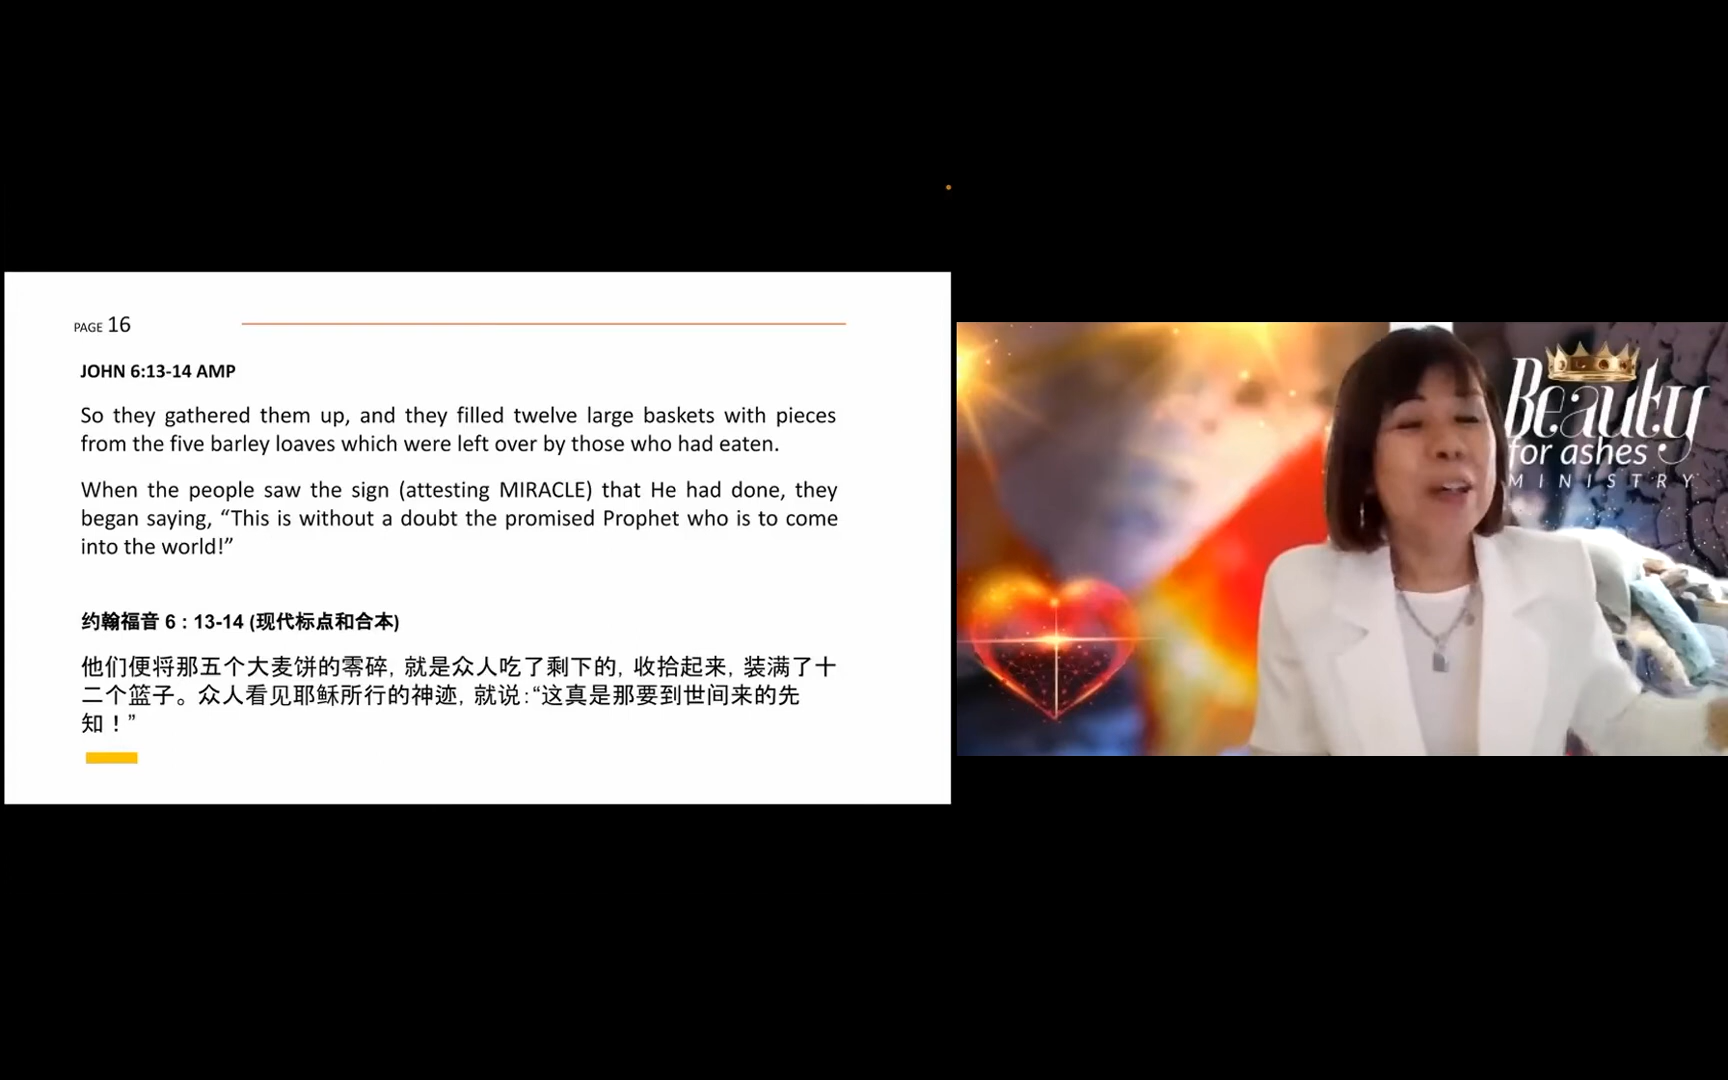 PAGE 16
JOHN 6:13-14 AMP
So they gathered them up, and they filled twelve large baskets with pieces
from the five barley loaves which were left over by those who had eaten.
When the people saw the sign (attesting MIRACLE) that He had done, they
began saying, “This is without a doubt the promised Prophet who is to come
into the world!”
约翰福音 6 : 13-14 (现代标点和合本)
他们便将那五个大麦饼的零碎, 就是众人吃了剩下的, 收拾起来, 装满了十
二个篮子。众人看见耶稣所行的神迹, 就说:“这真是那要到世间来的先
知！”
Beauty
for ashes
MINISTRY